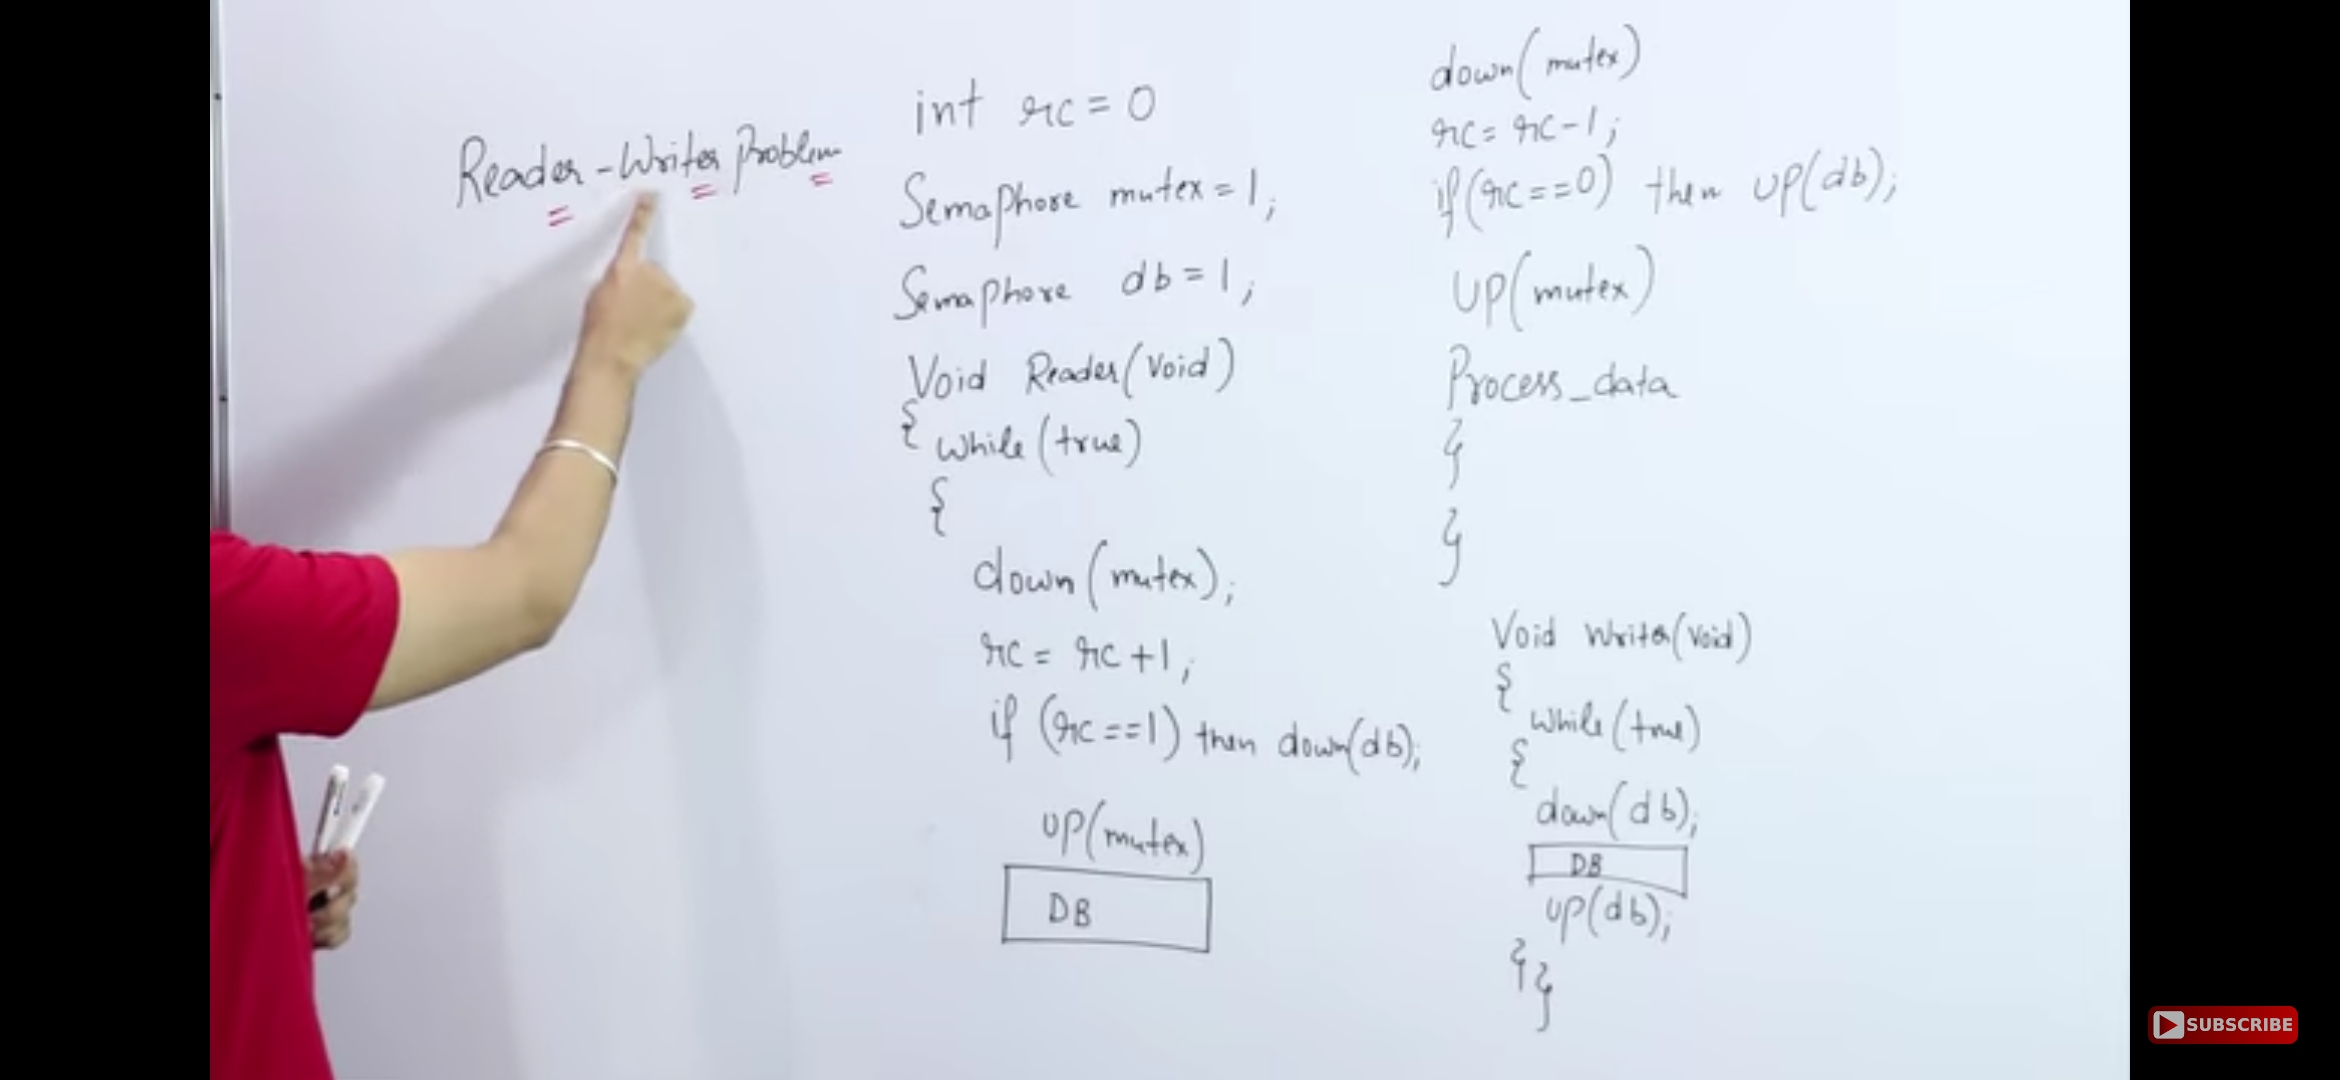 Reader-Writer Problem
int rc = 0
Semaphore mutex = 1;
Semaphore db = 1;
Void Reader(Void)
{ while (true)
{
down(mutex);
rc = rc + 1;
if (rc == 1) then down(db);
up(mutex)
DB
down(mutex)
rc = rc - 1;
if(rc==0) then up(db);
up(mutex)
Process_data
}
}
Void Writer(Void)
{
while(true)
{
down(db);
DB
up(db);
}}
SUBSCRIBE